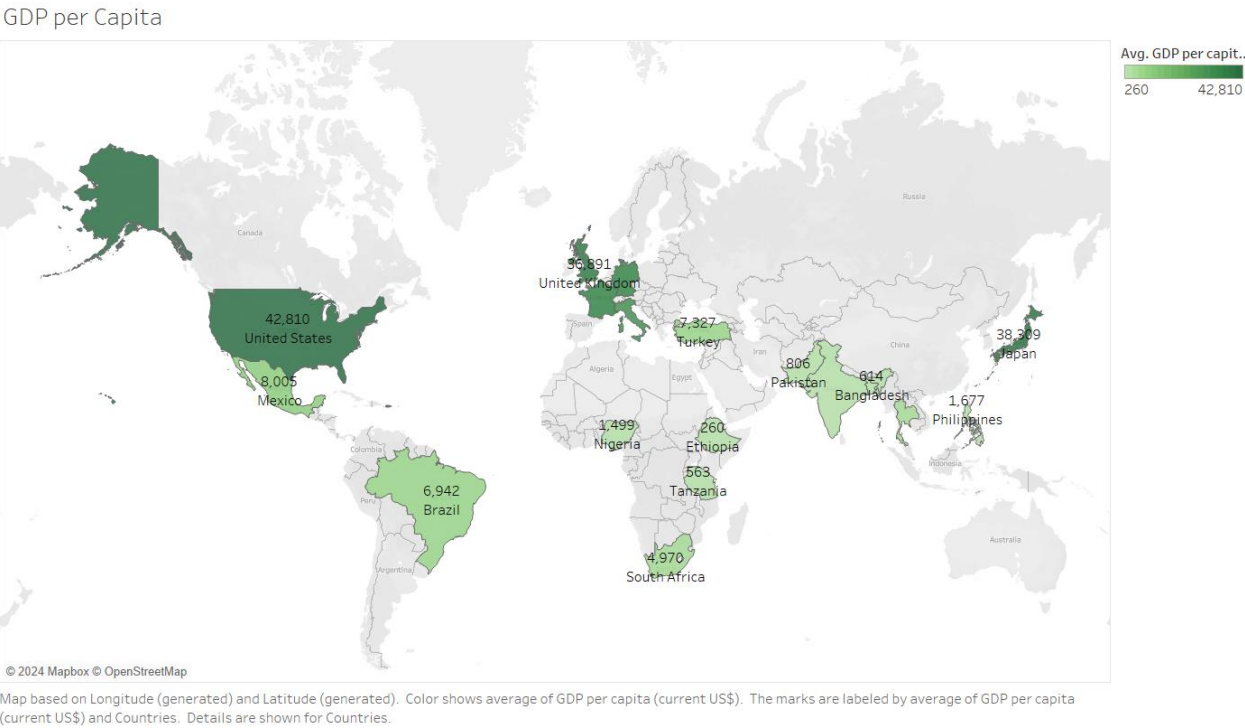 GDP per Capita
Avg. GDP per capit..
260
42,810
Russia
Canada
36,891
United Kingdom
42,810
United States
Spain
7,327
Turkey
China
38,309
Japan
Iran
806
Pakistan
614
Bangladesh
Algeria
Egypt
8,005
Mexico
1,677
Philippines
1,499
Nigeria
260
Ethiopia
Colombia
Indonesia
563
Tanzania
6,942
Brazil
Peru
Australia
4,970
South Africa
Argentina
© 2024 Mapbox © OpenStreetMap
Map based on Longitude (generated) and Latitude (generated). Color shows average of GDP per capita (current US$). The marks are labeled by average of GDP per capita
(current US$) and Countries. Details are shown for Countries.